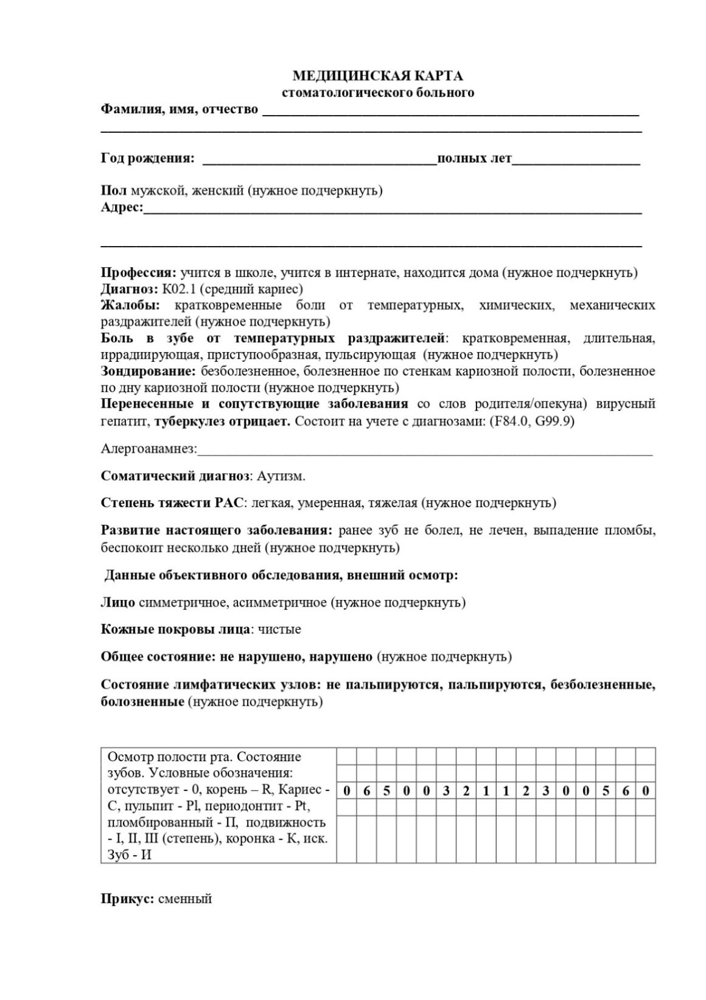 МЕДИЦИНСКАЯ КАРТА
стоматологического больного
Фамилия, имя, отчество ____________________________________________________
___________________________________________________________________________
Год рождения: ________________________________полных лет__________________
Пол мужской, женский (нужное подчеркнуть)
Адрес:_____________________________________________________________________
___________________________________________________________________________
Профессия: учится в школе, учится в интернате, находится дома (нужное подчеркнуть)
Диагноз: К02.1 (средний кариес)
Жалобы: кратковременные боли от температурных, химических, механических
раздражителей (нужное подчеркнуть)
Боль в зубе от температурных раздражителей: кратковременная, длительная,
иррадиирующая, приступообразная, пульсирующая (нужное подчеркнуть)
Зондирование: безболезненное, болезненное по стенкам кариозной полости, болезненное
по дну кариозной полости (нужное подчеркнуть)
Перенесенные и сопутствующие заболевания со слов родителя/опекуна) вирусный
гепатит, туберкулез отрицает. Состоит на учете с диагнозами: (F84.0, G99.9)
Алергоанамнез:_______________________________________________________________
Соматический диагноз: Аутизм.
Степень тяжести РАС: легкая, умеренная, тяжелая (нужное подчеркнуть)
Развитие настоящего заболевания: ранее зуб не болел, не лечен, выпадение пломбы,
беспокоит несколько дней (нужное подчеркнуть)
Данные объективного обследования, внешний осмотр:
Лицо симметричное, асимметричное (нужное подчеркнуть)
Кожные покровы лица: чистые
Общее состояние: не нарушено, нарушено (нужное подчеркнуть)
Состояние лимфатических узлов: не пальпируются, пальпируются, безболезненные,
болозненные (нужное подчеркнуть)
Осмотр полости рта. Состояние
зубов. Условные обозначения:
отсутствует - 0, корень – R, Кариес -
С, пульпит - Pl, периодонтит - Pt,
пломбированный - П, подвижность
- I, II, III (степень), коронка - К, иск.
Зуб - И
0 6 5 0 0 3 2 1 1 2 3 0 0 5 6 0
Прикус: сменный